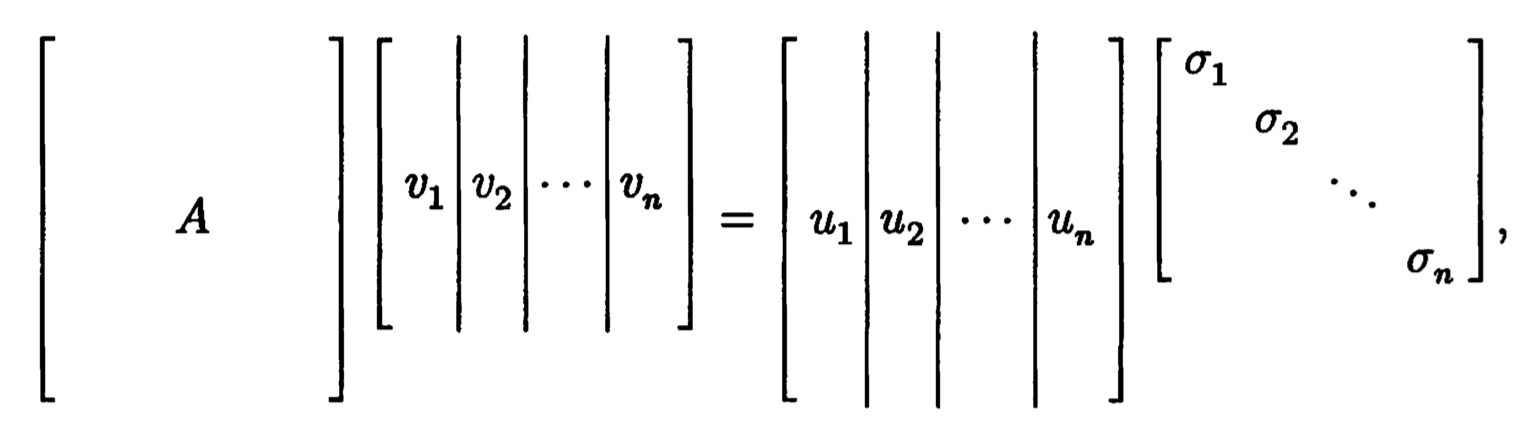 [ A ] [ v₁ | v₂ | ⋯ | vₙ ] = [ u₁ | u₂ | ⋯ | uₙ ] [ σ₁ σ₂ ⋱ σₙ ],